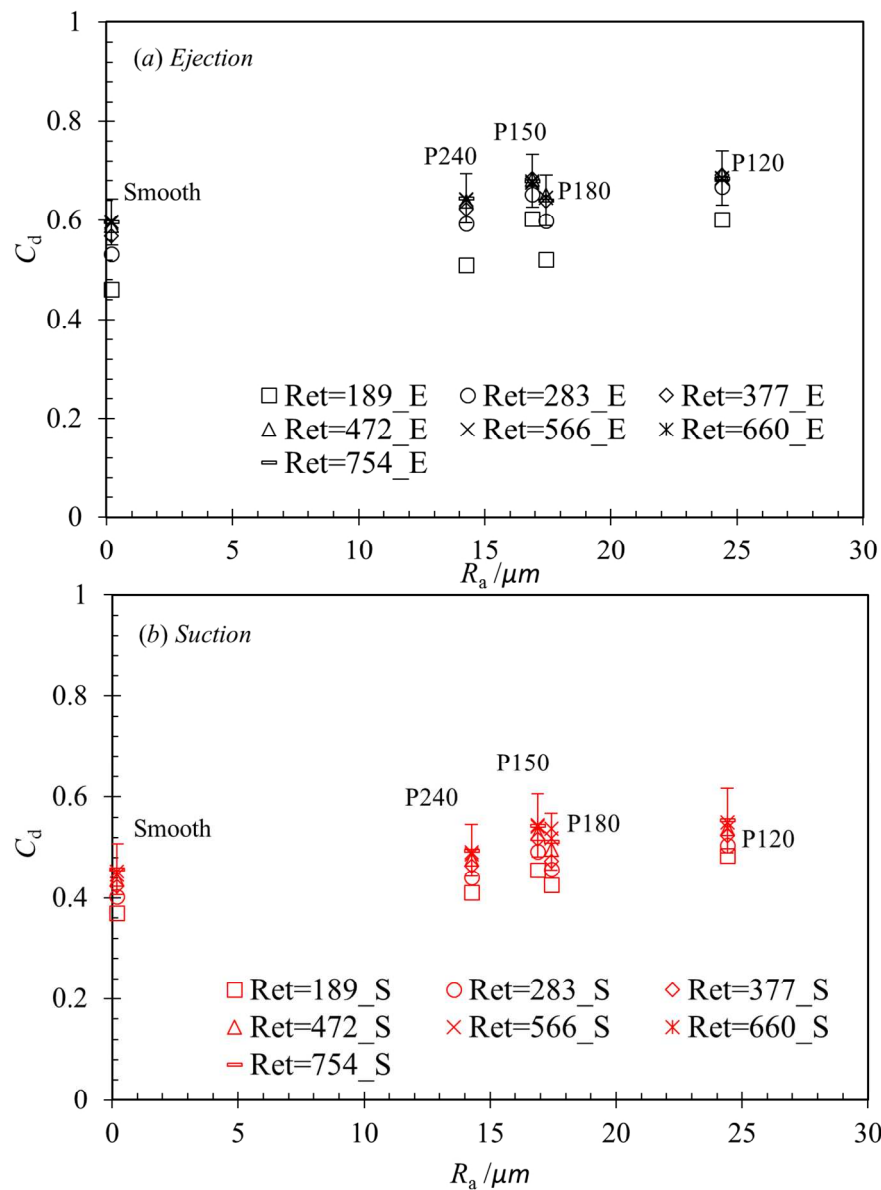 1
(a) Ejection
0.8
P150
P240
P120
Smooth
P180
0.6
Cd
0.4
Ret=189_E Ret=283_E Ret=377_E
Ret=472_E Ret=566_E Ret=660_E
0.2
Ret=754_E
0
0 5 10 15 20 25 30
Ra /μm
1
(b) Suction
0.8
P150
P240
0.6
Smooth
P180
P120
Cd
0.4
0.2
Ret=189_S Ret=283_S Ret=377_S
Ret=472_S Ret=566_S Ret=660_S
Ret=754_S
0
0 5 10 15 20 25 30
Ra /μm